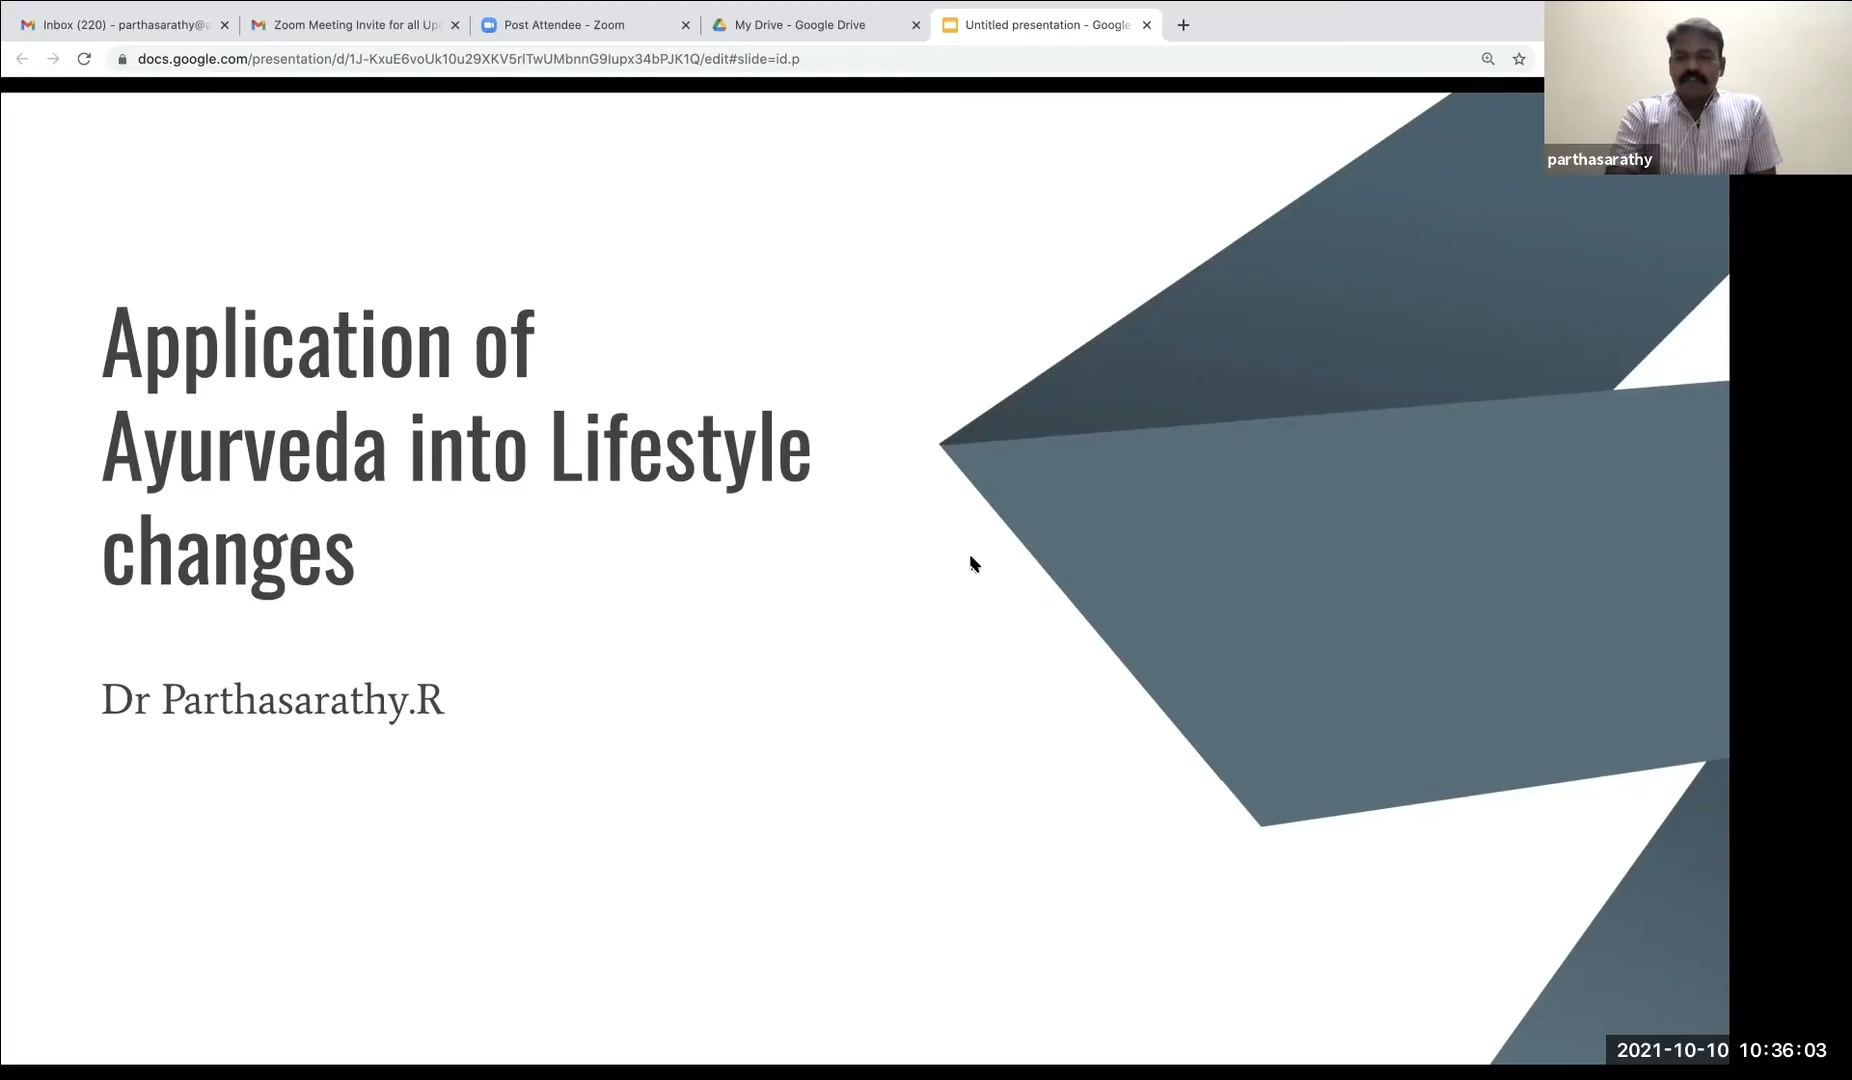 Inbox (220) - parthasarathy@a
Zoom Meeting Invite for all Up
Post Attendee - Zoom
My Drive - Google Drive
Untitled presentation - Google
docs.google.com/presentation/d/1J-KxuE6voUk10u29XKV5rlTwUMbnnG9Iupx34bPJK1Q/edit#slide=id.p
parthasarathy
Application of
Ayurveda into Lifestyle
changes
Dr Parthasarathy.R
2021-10-10 10:36:03